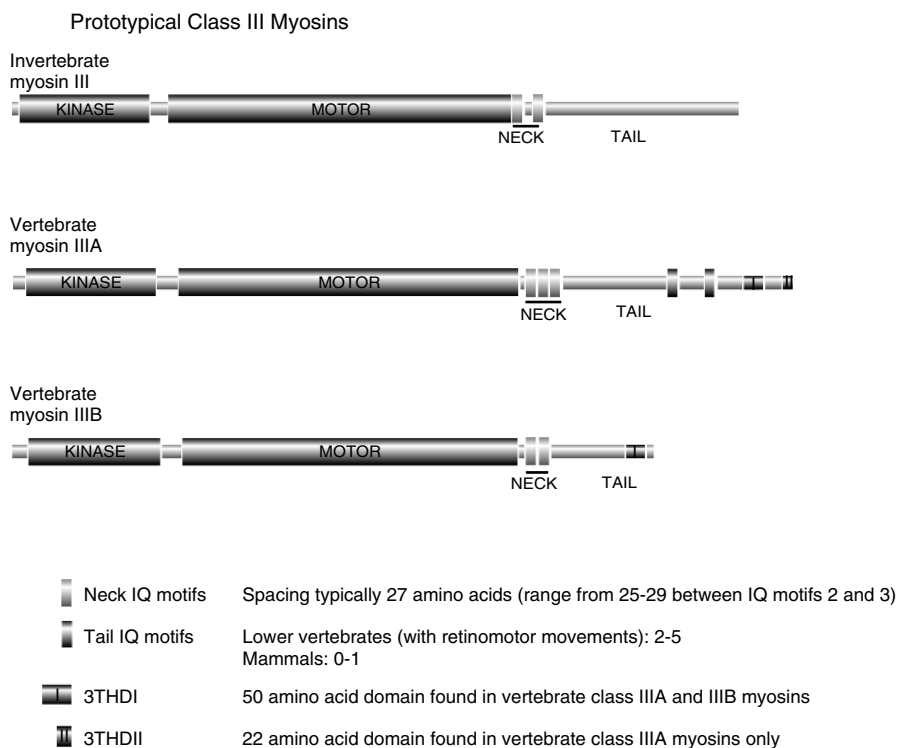 Prototypical Class III Myosins
Invertebrate
myosin III
KINASE MOTOR
NECK TAIL
Vertebrate
myosin IIIA
KINASE MOTOR
NECK TAIL
Vertebrate
myosin IIIB
KINASE MOTOR
NECK TAIL
Neck IQ motifs Spacing typically 27 amino acids (range from 25-29 between IQ motifs 2 and 3)
Tail IQ motifs Lower vertebrates (with retinomotor movements): 2-5
Mammals: 0-1
I 3THDI 50 amino acid domain found in vertebrate class IIIA and IIIB myosins
II 3THDII 22 amino acid domain found in vertebrate class IIIA myosins only